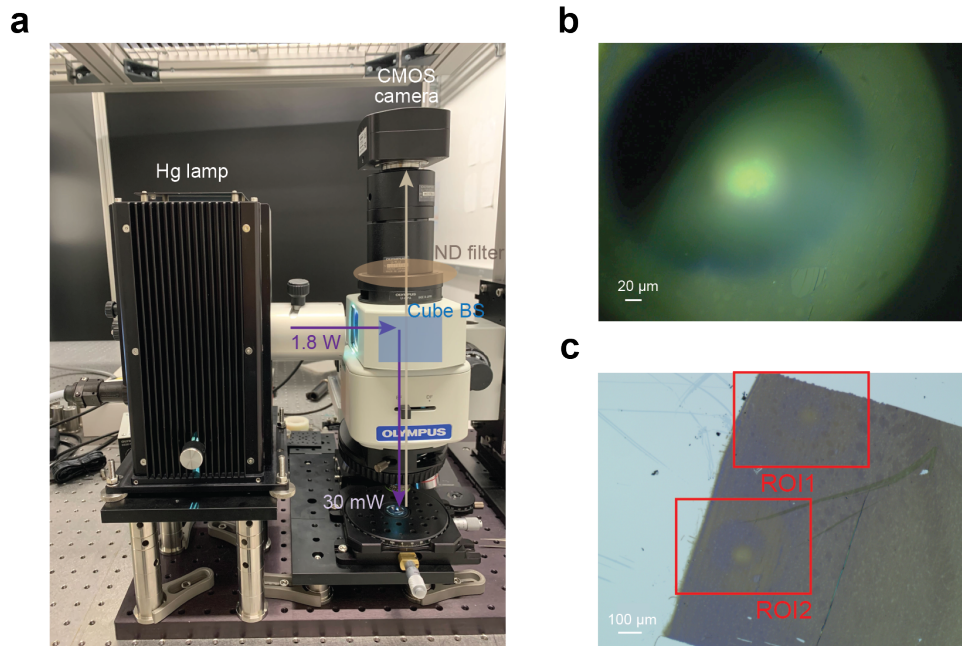 a
b
c
CMOS
camera
Hg lamp
ND filter
Cube BS
1.8 W
OLYMPUS
30 mW
20 µm
ROI1
ROI2
100 µm